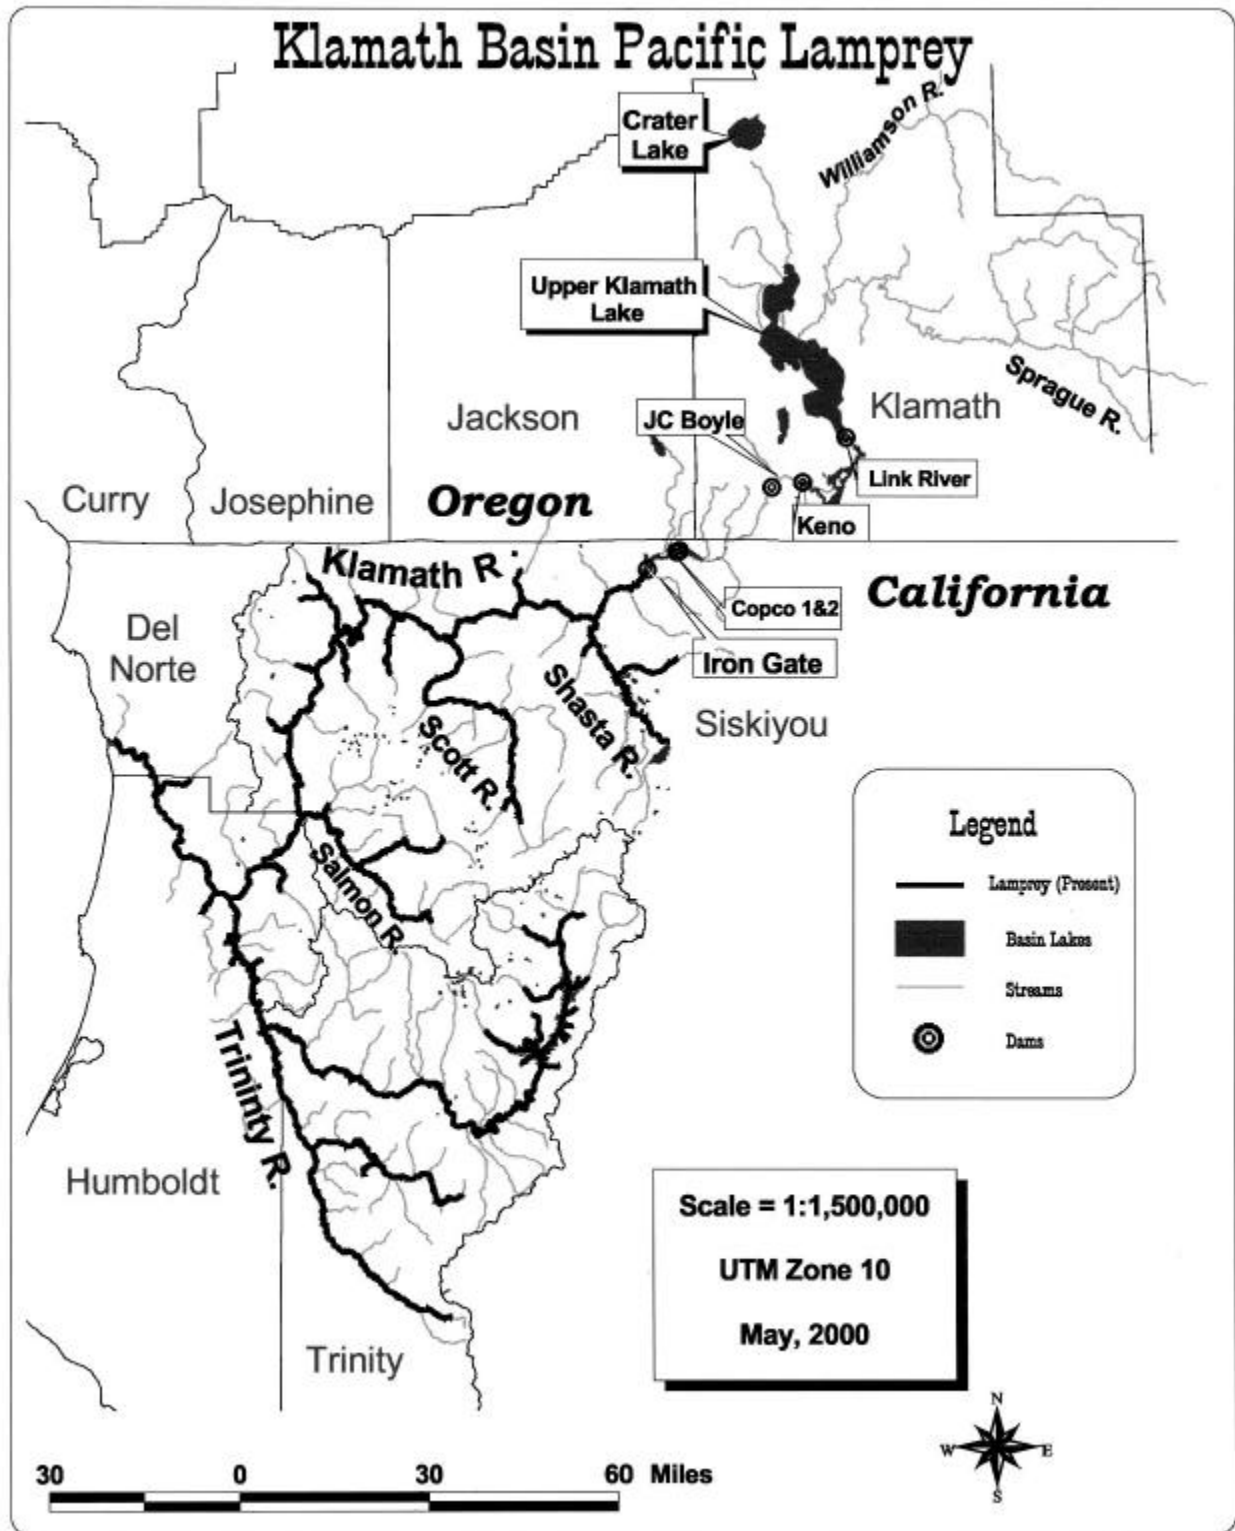 Klamath Basin Pacific Lamprey
Crater
Lake
Williamson R.
Upper Klamath
Lake
Sprague R.
Jackson
JC Boyle
Klamath
Link River
Curry
Josephine
Oregon
Keno
Klamath R.
California
Copco 1&2
Del
Norte
Iron Gate
Shasta R.
Siskiyou
Scott R.
Salmon R.
Legend
Lamprey (Present)
Basin Lakes
Streams
Dams
Trininty R.
Humboldt
Trinity
Scale = 1:1,500,000
UTM Zone 10
May, 2000
N
W E
S
30 0 30 60 Miles